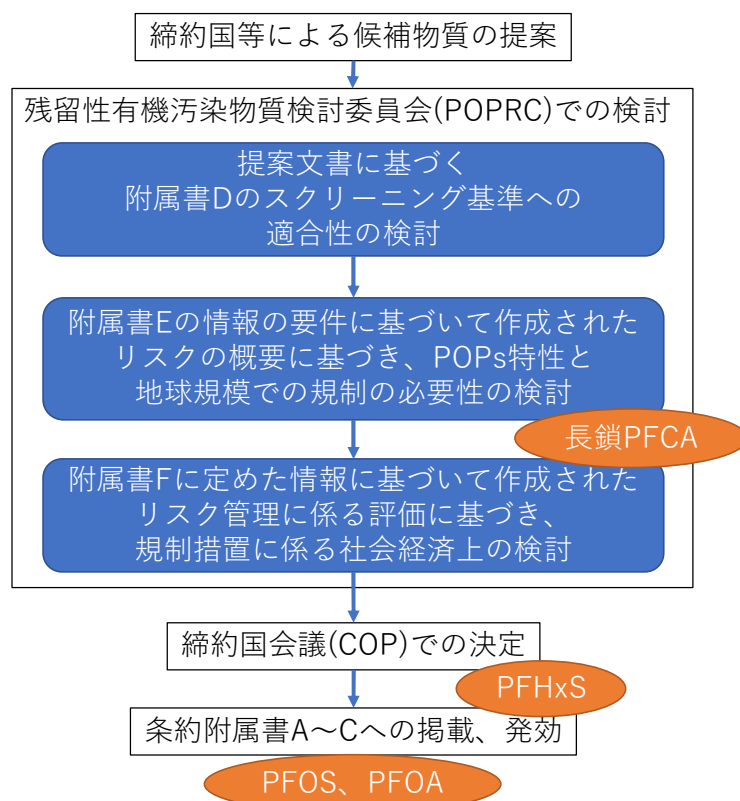 締約国等による候補物質の提案
残留性有機汚染物質検討委員会(POPRC)での検討
提案文書に基づく
附属書Dのスクリーニング基準への
適合性の検討
附属書Eの情報の要件に基づいて作成された
リスクの概要に基づき、POPs特性と
地球規模での規制の必要性の検討
長鎖PFCA
附属書Fに定めた情報に基づいて作成された
リスク管理に係る評価に基づき、
規制措置に係る社会経済上の検討
締約国会議(COP)での決定
PFHxS
条約附属書A～Cへの掲載、発効
PFOS、PFOA